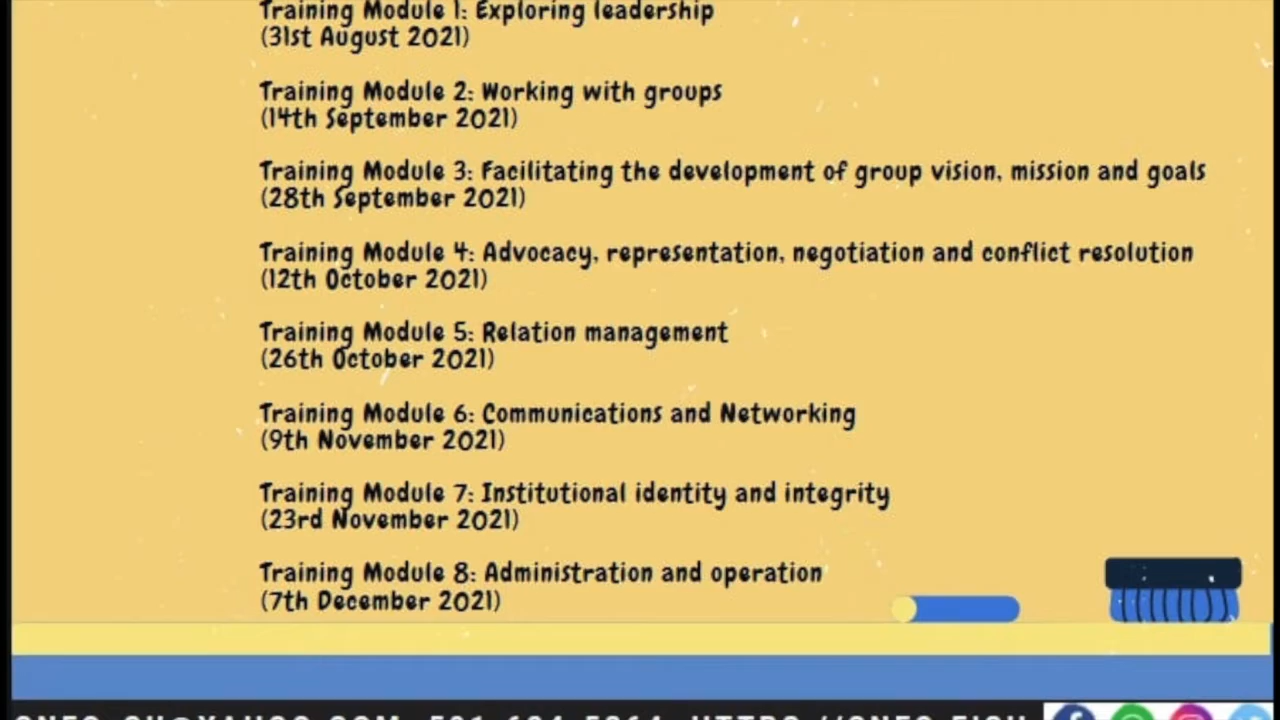 Training Module 1: Exploring leadership
(31st August 2021)
Training Module 2: Working with groups
(14th September 2021)
Training Module 3: Facilitating the development of group vision, mission and goals
(28th September 2021)
Training Module 4: Advocacy, representation, negotiation and conflict resolution
(12th October 2021)
Training Module 5: Relation management
(26th October 2021)
Training Module 6: Communications and Networking
(9th November 2021)
Training Module 7: Institutional identity and integrity
(23rd November 2021)
Training Module 8: Administration and operation
(7th December 2021)